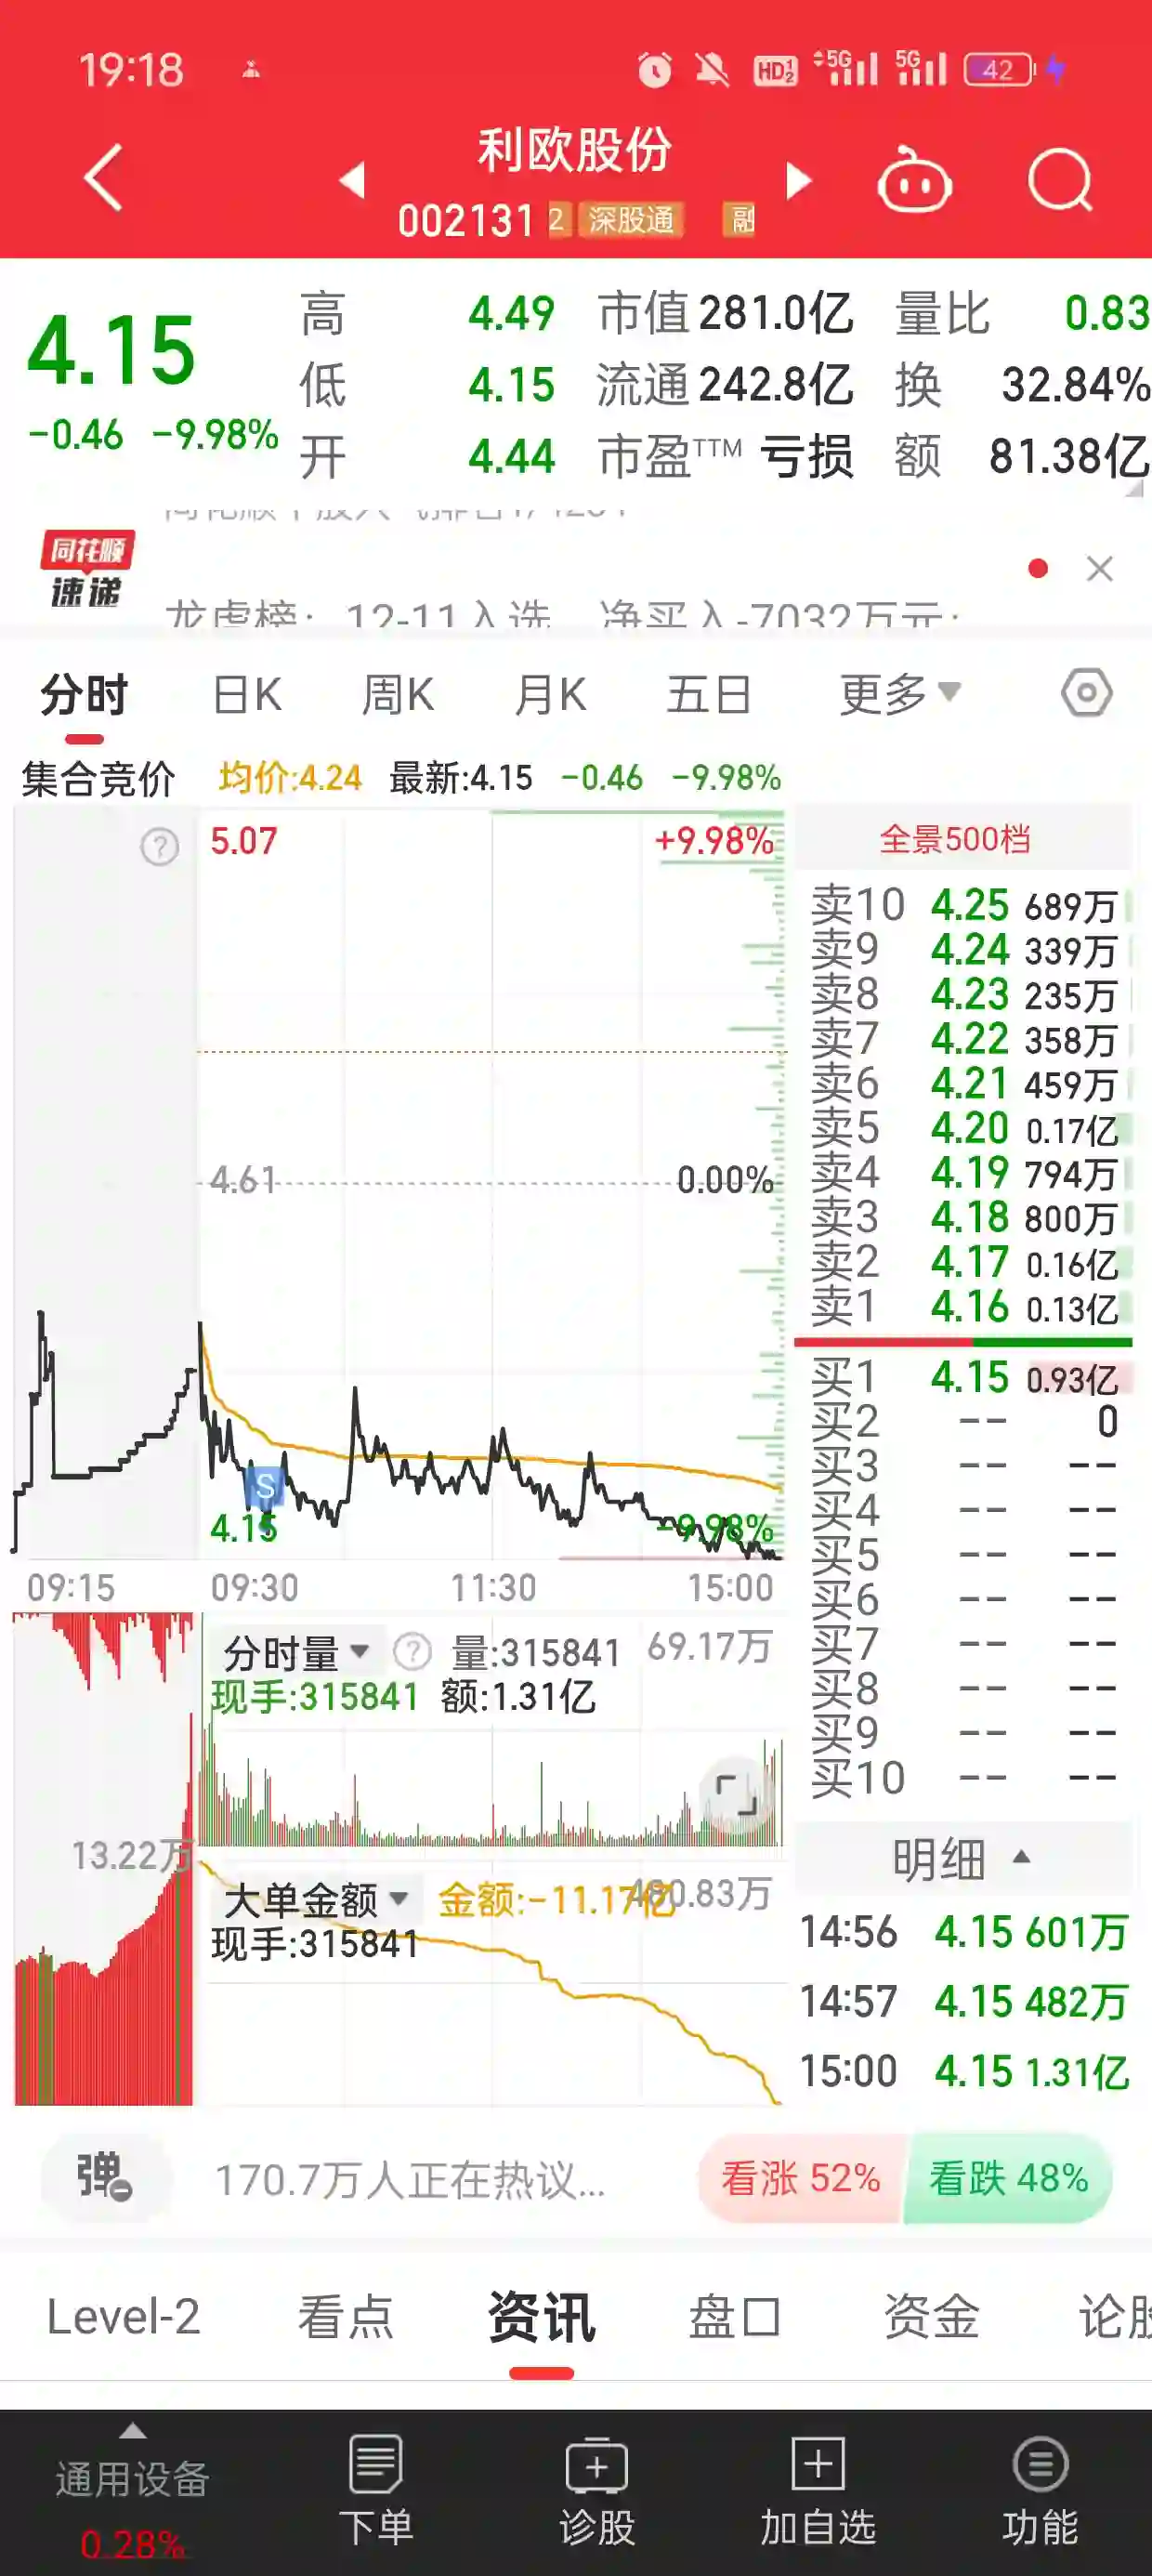 19:18
HD 1 2 5G 5G 42
利欧股份
002131 2 深股通 融
4.15
-0.46 -9.98%
高 4.49 市值 281.0亿 量比 0.83
低 4.15 流通 242.8亿 换 32.84%
开 4.44 市盈TTM 亏损 额 81.38亿
同花顺
速递
龙虎榜: 12-11入选 净买入-7032万元;
分时 日K 周K 月K 五日 更多
集合竞价 均价:4.24 最新:4.15 -0.46 -9.98%
? 5.07 +9.98%
4.61 0.00%
S
4.15 -9.98%
09:15 09:30 11:30 15:00
全景500档
卖10 4.25 689万
卖9 4.24 339万
卖8 4.23 235万
卖7 4.22 358万
卖6 4.21 459万
卖5 4.20 0.17亿
卖4 4.19 794万
卖3 4.18 800万
卖2 4.17 0.16亿
卖1 4.16 0.13亿
买1 4.15 0.93亿
买2 -- 0
买3 -- --
买4 -- --
买5 -- --
买6 -- --
买7 -- --
买8 -- --
买9 -- --
买10 -- --
分时量 ? 量:315841 69.17万
现手:315841 额:1.31亿
13.22万
大单金额 金额:-11.17亿 480.83万
现手:315841
明细
14:56 4.15 601万
14:57 4.15 482万
15:00 4.15 1.31亿
弹 170.7万人正在热议... 看涨 52% 看跌 48%
Level-2 看点 资讯 盘口 资金 论股
通用设备
0.28%
下单 诊股 加自选 功能